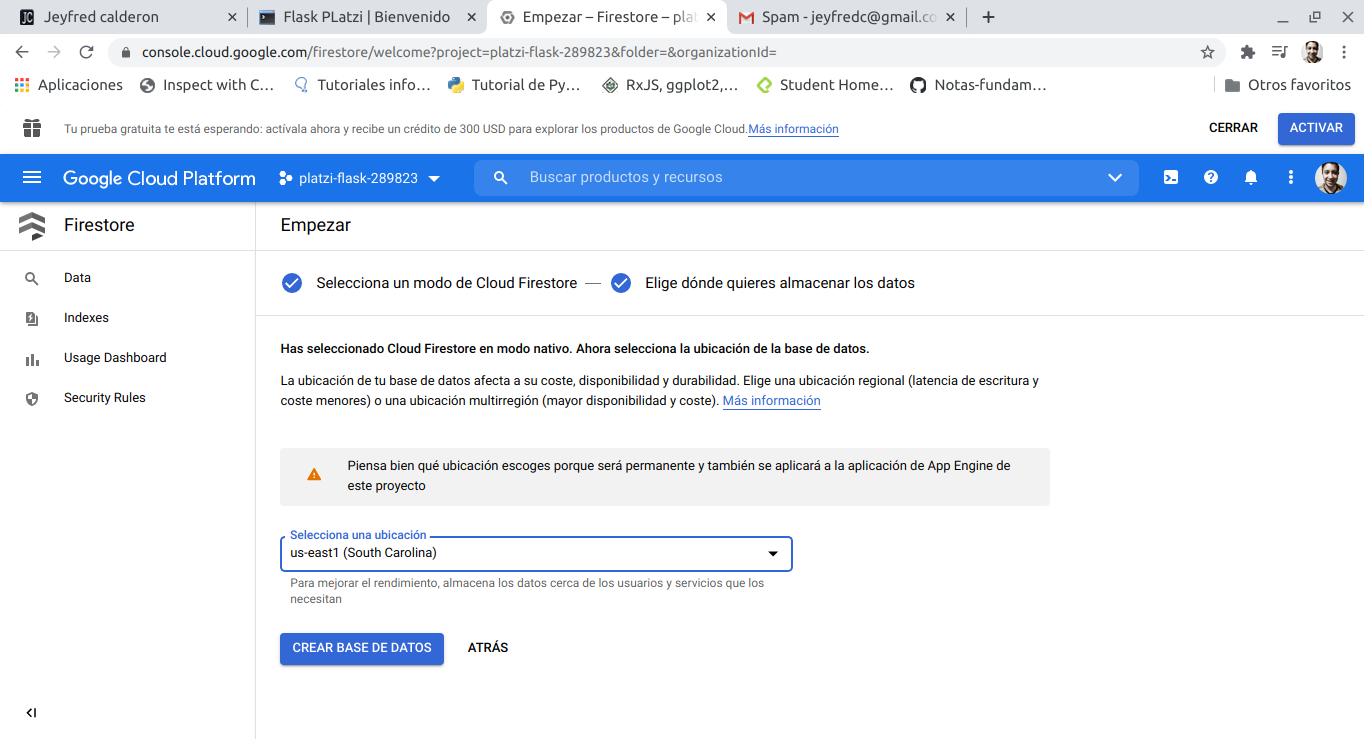 Jeyfred calderon
Flask PLatzi | Bienvenido
Empezar – Firestore – plat
Spam - jeyfredc@gmail.co
console.cloud.google.com/firestore/welcome?project=platzi-flask-289823&folder=&organizationId=
Aplicaciones
Inspect with C...
Tutoriales info...
Tutorial de Py...
RxJS, ggplot2,...
Student Home...
Notas-fundam...
Otros favoritos
Tu prueba gratuita te está esperando: actívala ahora y recibe un crédito de 300 USD para explorar los productos de Google Cloud.Más información
CERRAR
ACTIVAR
Google Cloud Platform
platzi-flask-289823
Buscar productos y recursos
Firestore
Empezar
Data
Indexes
Usage Dashboard
Security Rules
Selecciona un modo de Cloud Firestore — Elige dónde quieres almacenar los datos
Has seleccionado Cloud Firestore en modo nativo. Ahora selecciona la ubicación de la base de datos.
La ubicación de tu base de datos afecta a su coste, disponibilidad y durabilidad. Elige una ubicación regional (latencia de escritura y
coste menores) o una ubicación multirregión (mayor disponibilidad y coste). Más información
Piensa bien qué ubicación escoges porque será permanente y también se aplicará a la aplicación de App Engine de
este proyecto
Selecciona una ubicación
us-east1 (South Carolina)
Para mejorar el rendimiento, almacena los datos cerca de los usuarios y servicios que los
necesitan
CREAR BASE DE DATOS
ATRÁS